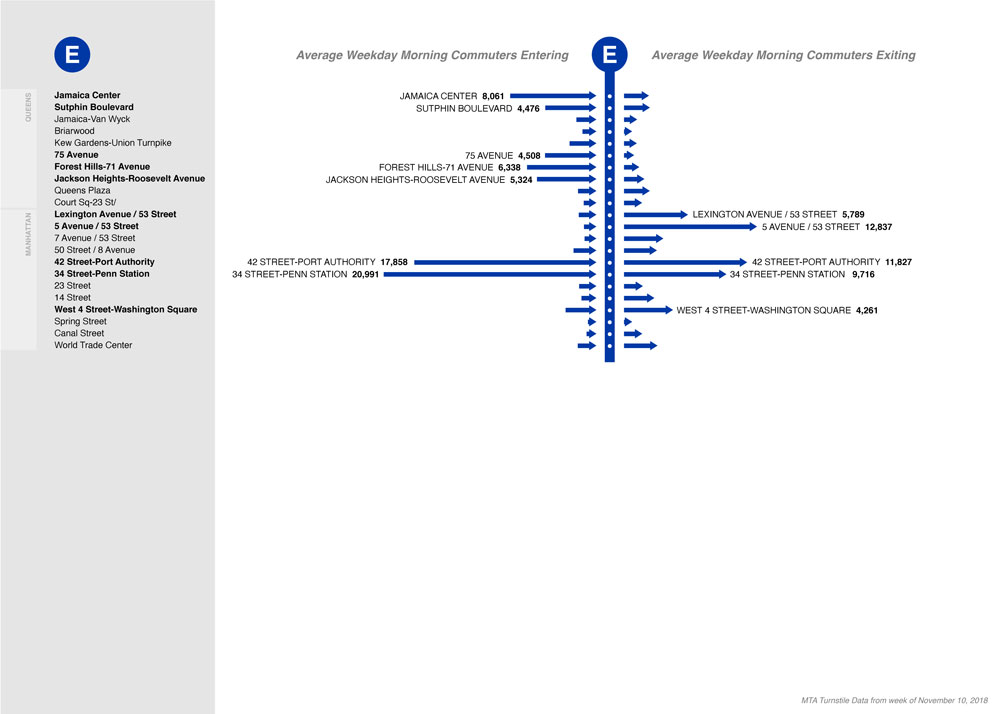 E
QUEENS
Jamaica Center
Sutphin Boulevard
Jamaica-Van Wyck
Briarwood
Kew Gardens-Union Turnpike
75 Avenue
Forest Hills-71 Avenue
Jackson Heights-Roosevelt Avenue
Queens Plaza
Court Sq-23 St/
MANHATTAN
Lexington Avenue / 53 Street
5 Avenue / 53 Street
7 Avenue / 53 Street
50 Street / 8 Avenue
42 Street-Port Authority
34 Street-Penn Station
23 Street
14 Street
West 4 Street-Washington Square
Spring Street
Canal Street
World Trade Center
Average Weekday Morning Commuters Entering
E
Average Weekday Morning Commuters Exiting
JAMAICA CENTER 8,061
SUTPHIN BOULEVARD 4,476
75 AVENUE 4,508
FOREST HILLS-71 AVENUE 6,338
JACKSON HEIGHTS-ROOSEVELT AVENUE 5,324
LEXINGTON AVENUE / 53 STREET 5,789
5 AVENUE / 53 STREET 12,837
42 STREET-PORT AUTHORITY 17,858
42 STREET-PORT AUTHORITY 11,827
34 STREET-PENN STATION 20,991
34 STREET-PENN STATION 9,716
WEST 4 STREET-WASHINGTON SQUARE 4,261
MTA Turnstile Data from week of November 10, 2018